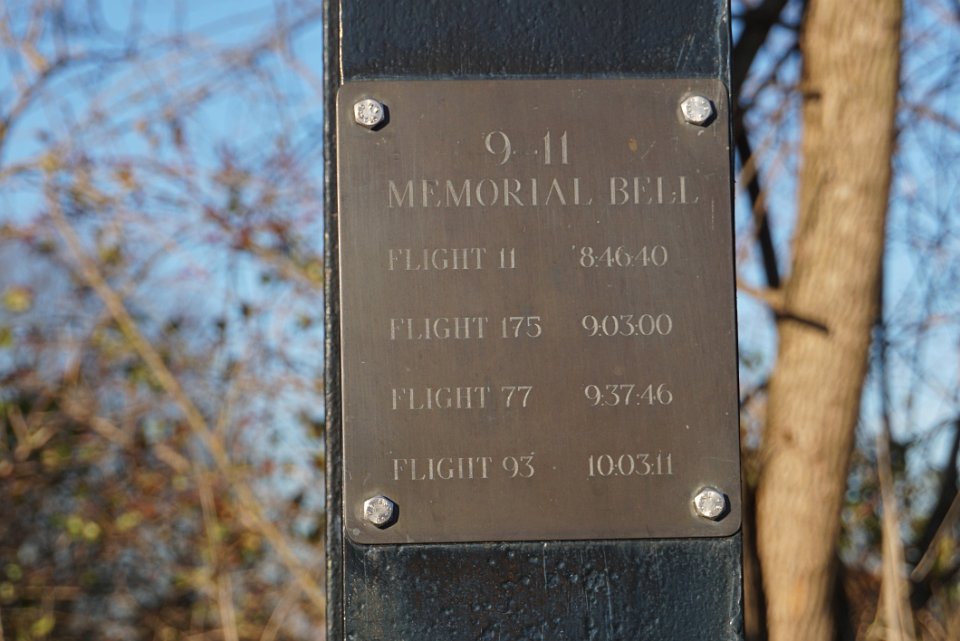 9-11
MEMORIAL BELL
FLIGHT 11 8:46:40
FLIGHT 175 9:03:00
FLIGHT 77 9:37:46
FLIGHT 93 10:03:11